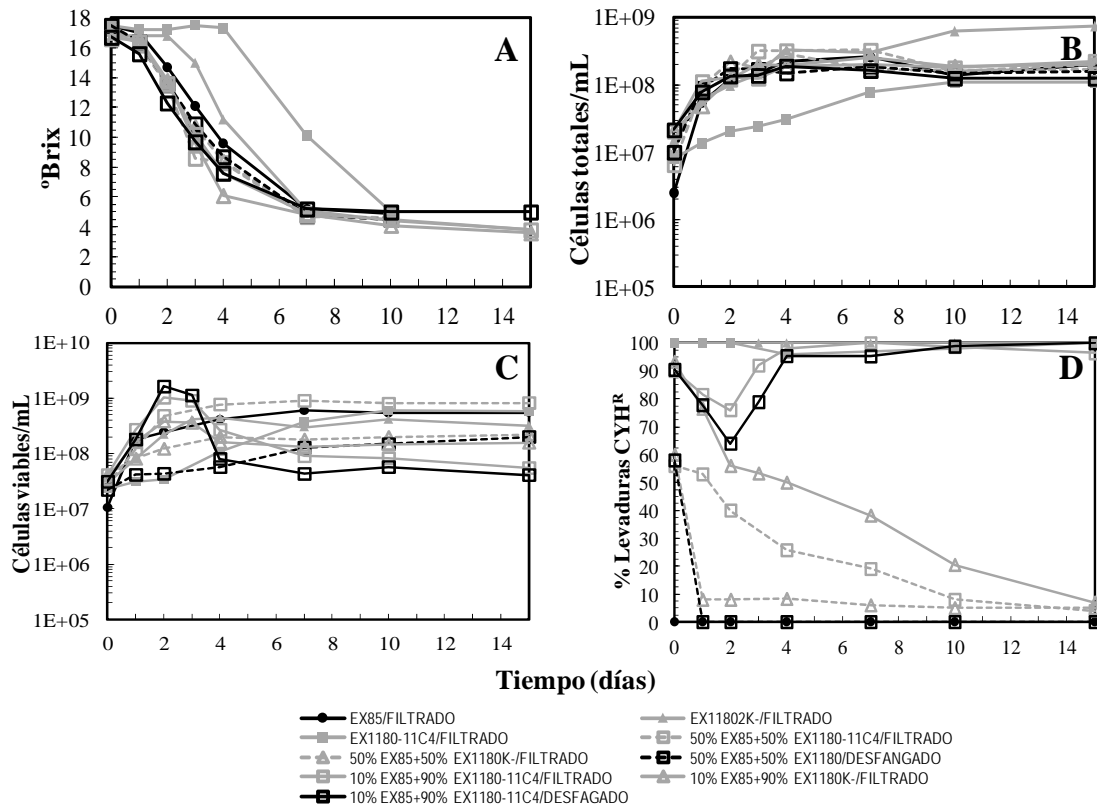 A
18
16
14
12
10
8
6
4
2
0
ºBrix
0 2 4 6 8 10 12 14
B
1E+09
1E+08
1E+07
1E+06
1E+05
Células totales/mL
0 2 4 6 8 10 12 14
C
1E+10
1E+09
1E+08
1E+07
1E+06
1E+05
Células viables/mL
0 2 4 6 8 10 12 14
D
100
90
80
70
60
50
40
30
20
10
0
% Levaduras CYHᴿ
0 2 4 6 8 10 12 14
Tiempo (días)
EX85/FILTRADO
EX11802K-/FILTRADO
EX1180-11C4/FILTRADO
50% EX85+50% EX1180-11C4/FILTRADO
50% EX85+50% EX1180K-/FILTRADO
50% EX85+50% EX1180/DESFANGADO
10% EX85+90% EX1180-11C4/FILTRADO
10% EX85+90% EX1180K-/FILTRADO
10% EX85+90% EX1180-11C4/DESFAGADO